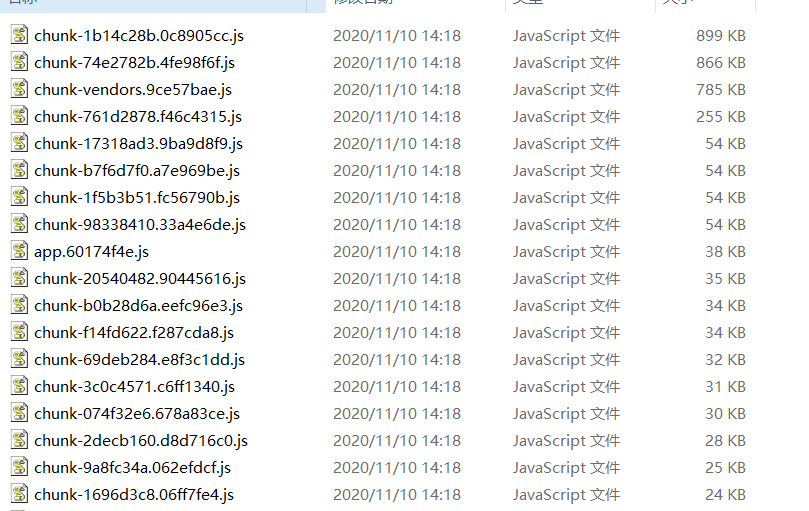 名称 修改日期 类型 大小
chunk-1b14c28b.0c8905cc.js 2020/11/10 14:18 JavaScript 文件 899 KB
chunk-74e2782b.4fe98f6f.js 2020/11/10 14:18 JavaScript 文件 866 KB
chunk-vendors.9ce57bae.js 2020/11/10 14:18 JavaScript 文件 785 KB
chunk-761d2878.f46c4315.js 2020/11/10 14:18 JavaScript 文件 255 KB
chunk-17318ad3.9ba9d8f9.js 2020/11/10 14:18 JavaScript 文件 54 KB
chunk-b7f6d7f0.a7e969be.js 2020/11/10 14:18 JavaScript 文件 54 KB
chunk-1f5b3b51.fc56790b.js 2020/11/10 14:18 JavaScript 文件 54 KB
chunk-98338410.33a4e6de.js 2020/11/10 14:18 JavaScript 文件 54 KB
app.60174f4e.js 2020/11/10 14:18 JavaScript 文件 38 KB
chunk-20540482.90445616.js 2020/11/10 14:18 JavaScript 文件 35 KB
chunk-b0b28d6a.eefc96e3.js 2020/11/10 14:18 JavaScript 文件 34 KB
chunk-f14fd622.f287cda8.js 2020/11/10 14:18 JavaScript 文件 34 KB
chunk-69deb284.e8f3c1dd.js 2020/11/10 14:18 JavaScript 文件 32 KB
chunk-3c0c4571.c6ff1340.js 2020/11/10 14:18 JavaScript 文件 31 KB
chunk-074f32e6.678a83ce.js 2020/11/10 14:18 JavaScript 文件 30 KB
chunk-2decb160.d8d716c0.js 2020/11/10 14:18 JavaScript 文件 28 KB
chunk-9a8fc34a.062efdcf.js 2020/11/10 14:18 JavaScript 文件 25 KB
chunk-1696d3c8.06ff7fe4.js 2020/11/10 14:18 JavaScript 文件 24 KB